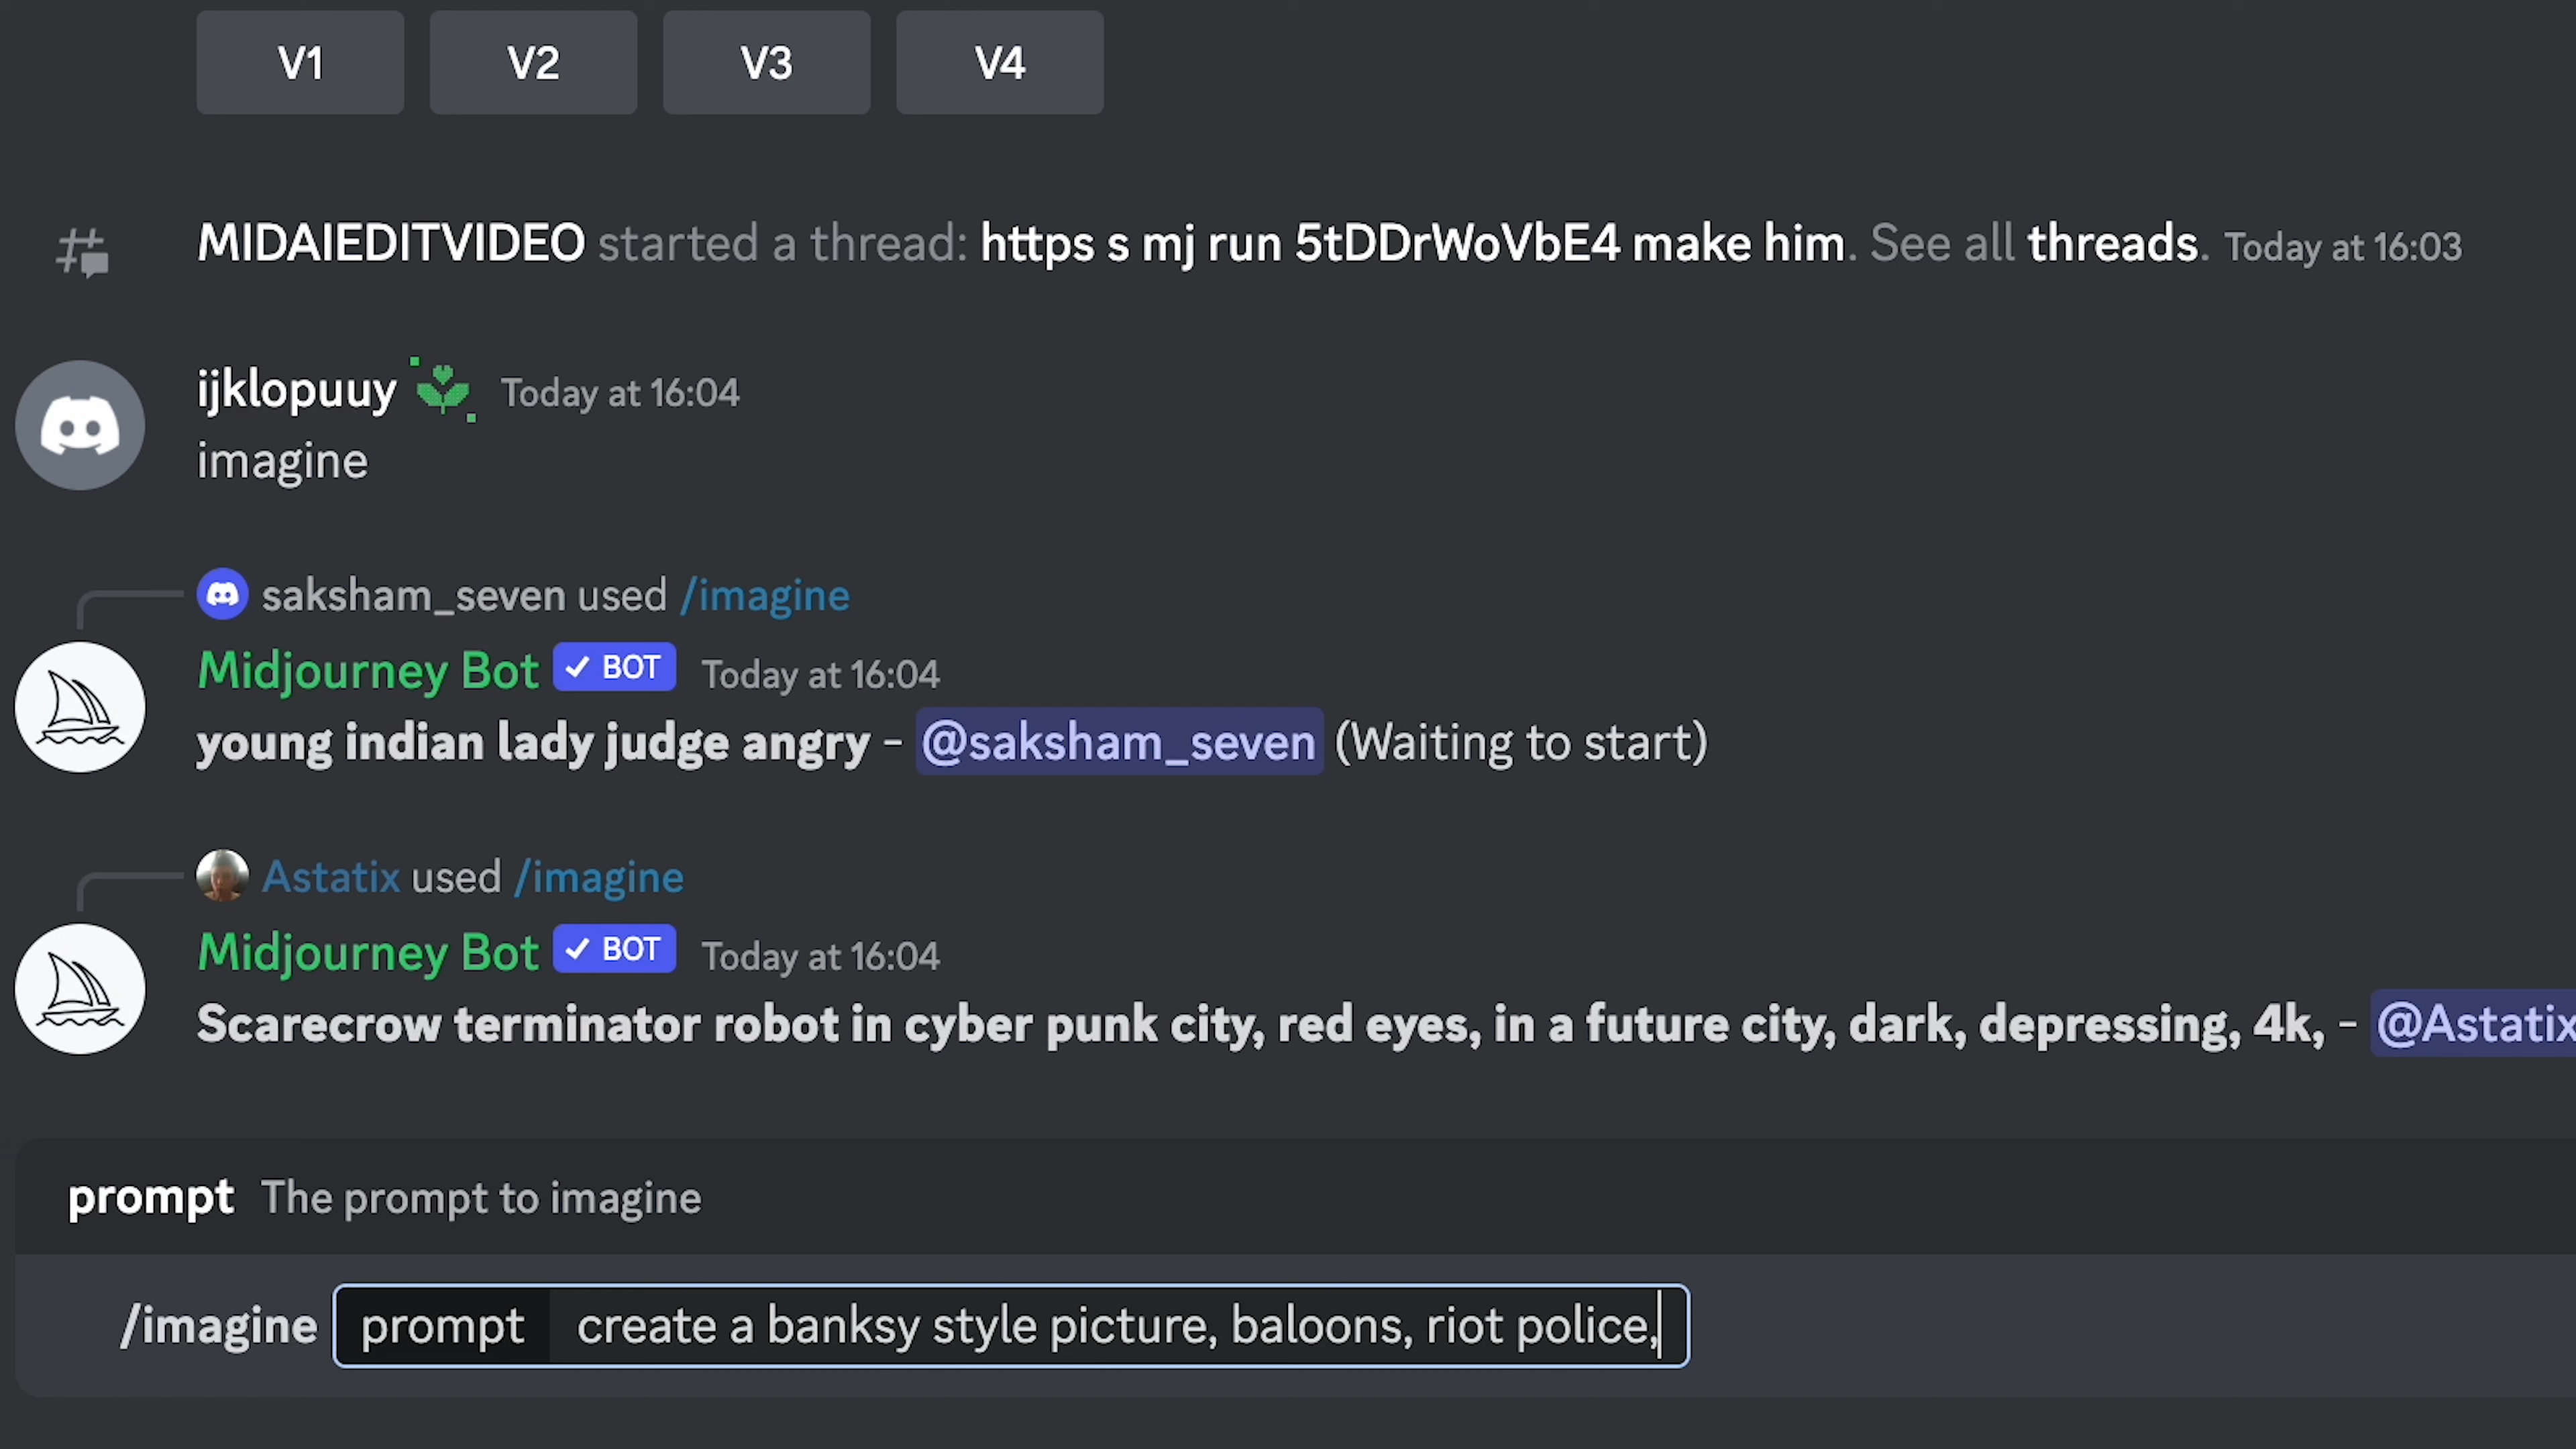 V1 V2 V3 V4
MIDAIEDITVIDEO started a thread: https s mj run 5tDDrWoVbE4 make him. See all threads. Today at 16:03
ijklopuuy Today at 16:04
imagine
saksham_seven used /imagine
Midjourney Bot ✓ BOT Today at 16:04
young indian lady judge angry - @saksham_seven (Waiting to start)
Astatix used /imagine
Midjourney Bot ✓ BOT Today at 16:04
Scarecrow terminator robot in cyber punk city, red eyes, in a future city, dark, depressing, 4k, - @Astatix
prompt The prompt to imagine
/imagine prompt create a banksy style picture, baloons, riot police,